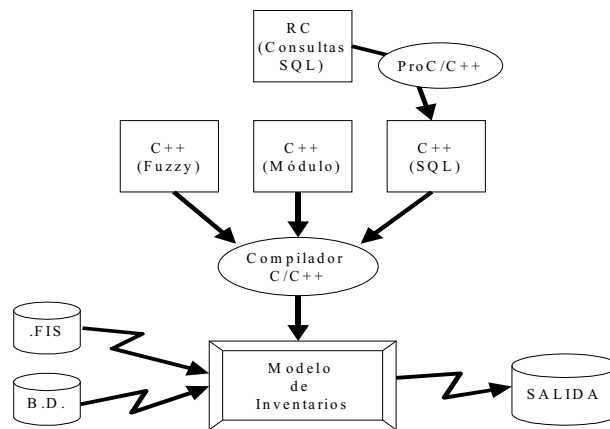 RC
(Consultas
SQL)
ProC/C++
C++
(Fuzzy)
C++
(Módulo)
C++
(SQL)
Compilador
C/C++
.FIS
B.D.
Modelo
de
Inventarios
SALIDA